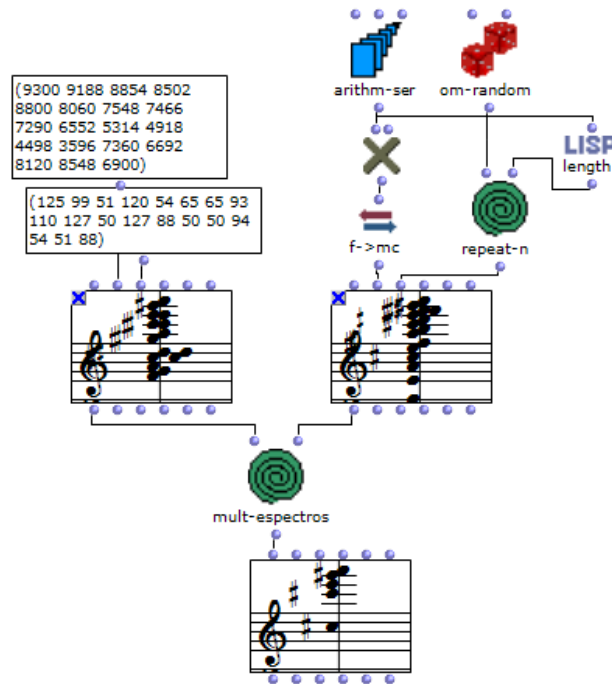 arithm-ser
om-random
(9300 9188 8854 8502
8800 8060 7548 7466
7290 6552 5314 4918
4498 3596 7360 6692
8120 8548 6900)
LISP
length
(125 99 51 120 54 65 65 93
110 127 50 127 88 50 50 94
54 51 88)
f->mc
repeat-n
mult-espectros